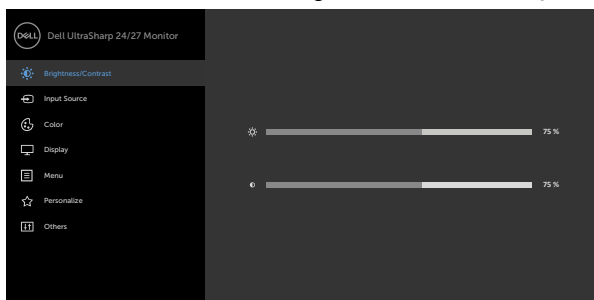 DELL
Dell UltraSharp 24/27 Monitor
Brightness/Contrast
Input Source
Color
Display
Menu
Personalize
Others
75 %
75 %